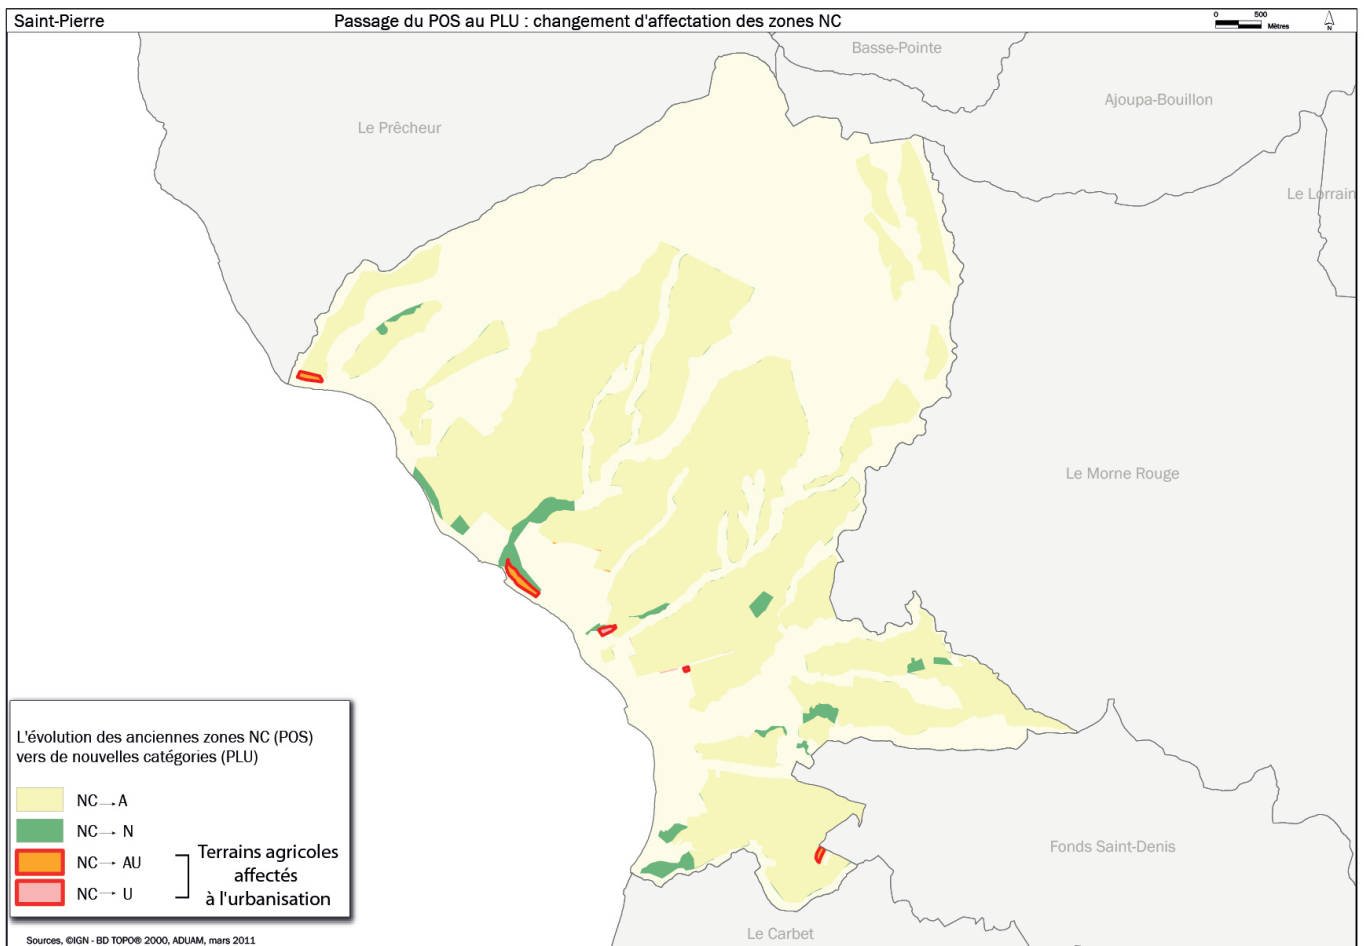 Saint-Pierre
Passage du POS au PLU : changement d'affectation des zones NC
0 500
Mètres
N
Basse-Pointe
Ajoupa-Bouillon
Le Prêcheur
Le Lorrain
Le Morne Rouge
L'évolution des anciennes zones NC (POS)
vers de nouvelles catégories (PLU)
NC → A
NC → N
NC → AU
NC → U
Terrains agricoles
affectés
à l'urbanisation
Fonds Saint-Denis
Le Carbet
Sources, ©IGN - BD TOPO® 2000, ADUAM, mars 2011